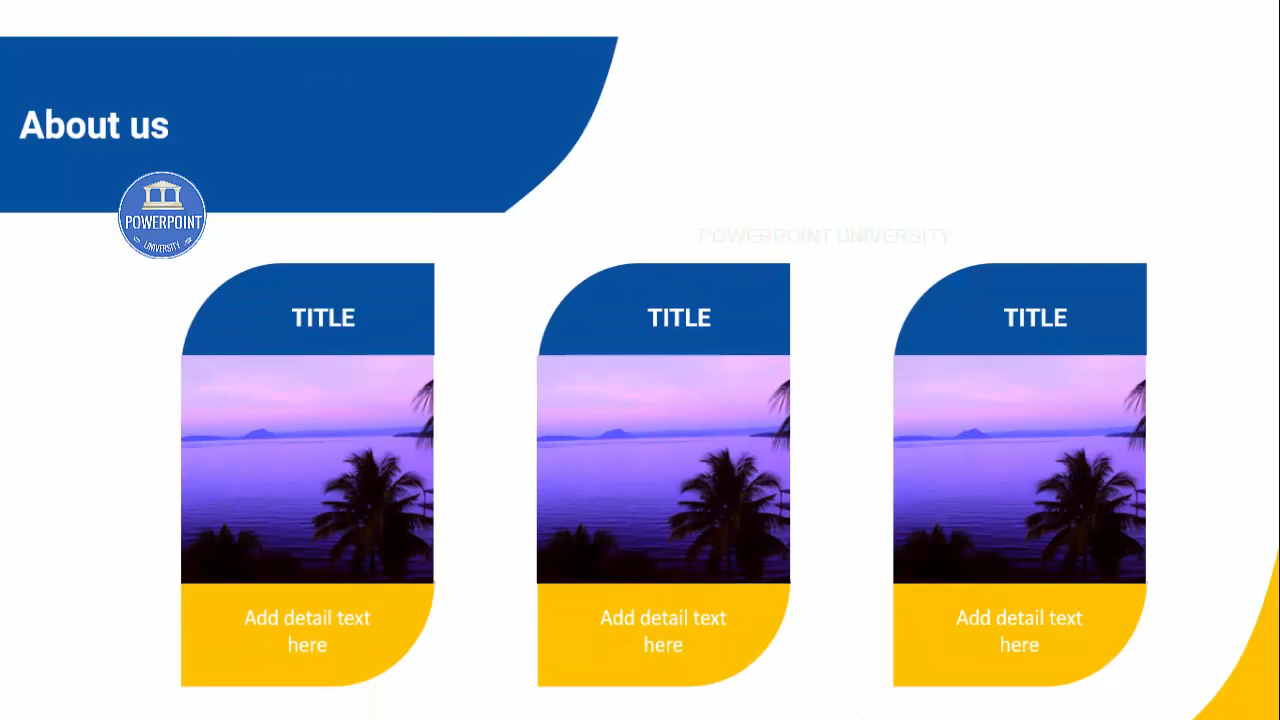 About us
POWERPOINT
UNIVERSITY
POWERPOINT UNIVERSITY
TITLE
TITLE
TITLE
Add detail text
here
Add detail text
here
Add detail text
here